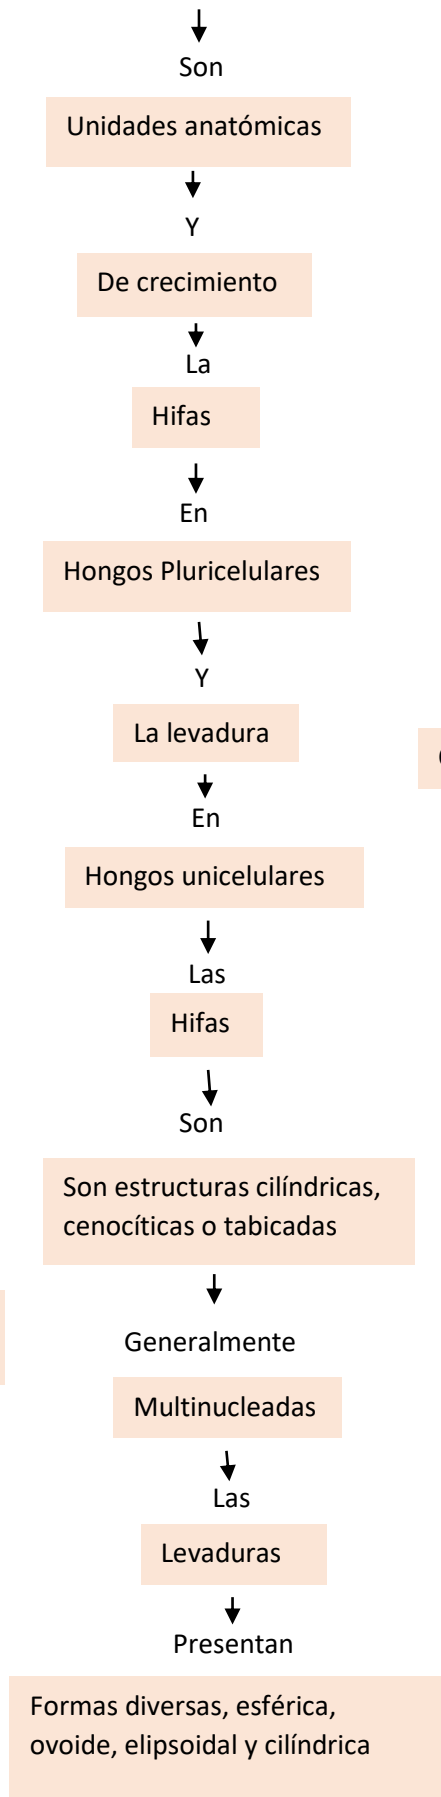 Son
Unidades anatómicas
Y
De crecimiento
La
Hifas
En
Hongos Pluricelulares
Y
La levadura
En
Hongos unicelulares
Las
Hifas
Son
Son estructuras cilíndricas,
cenocíticas o tabicadas
Generalmente
Multinucleadas
Las
Levaduras
Presentan
Formas diversas, esférica,
ovoide, elipsoidal y cilíndrica